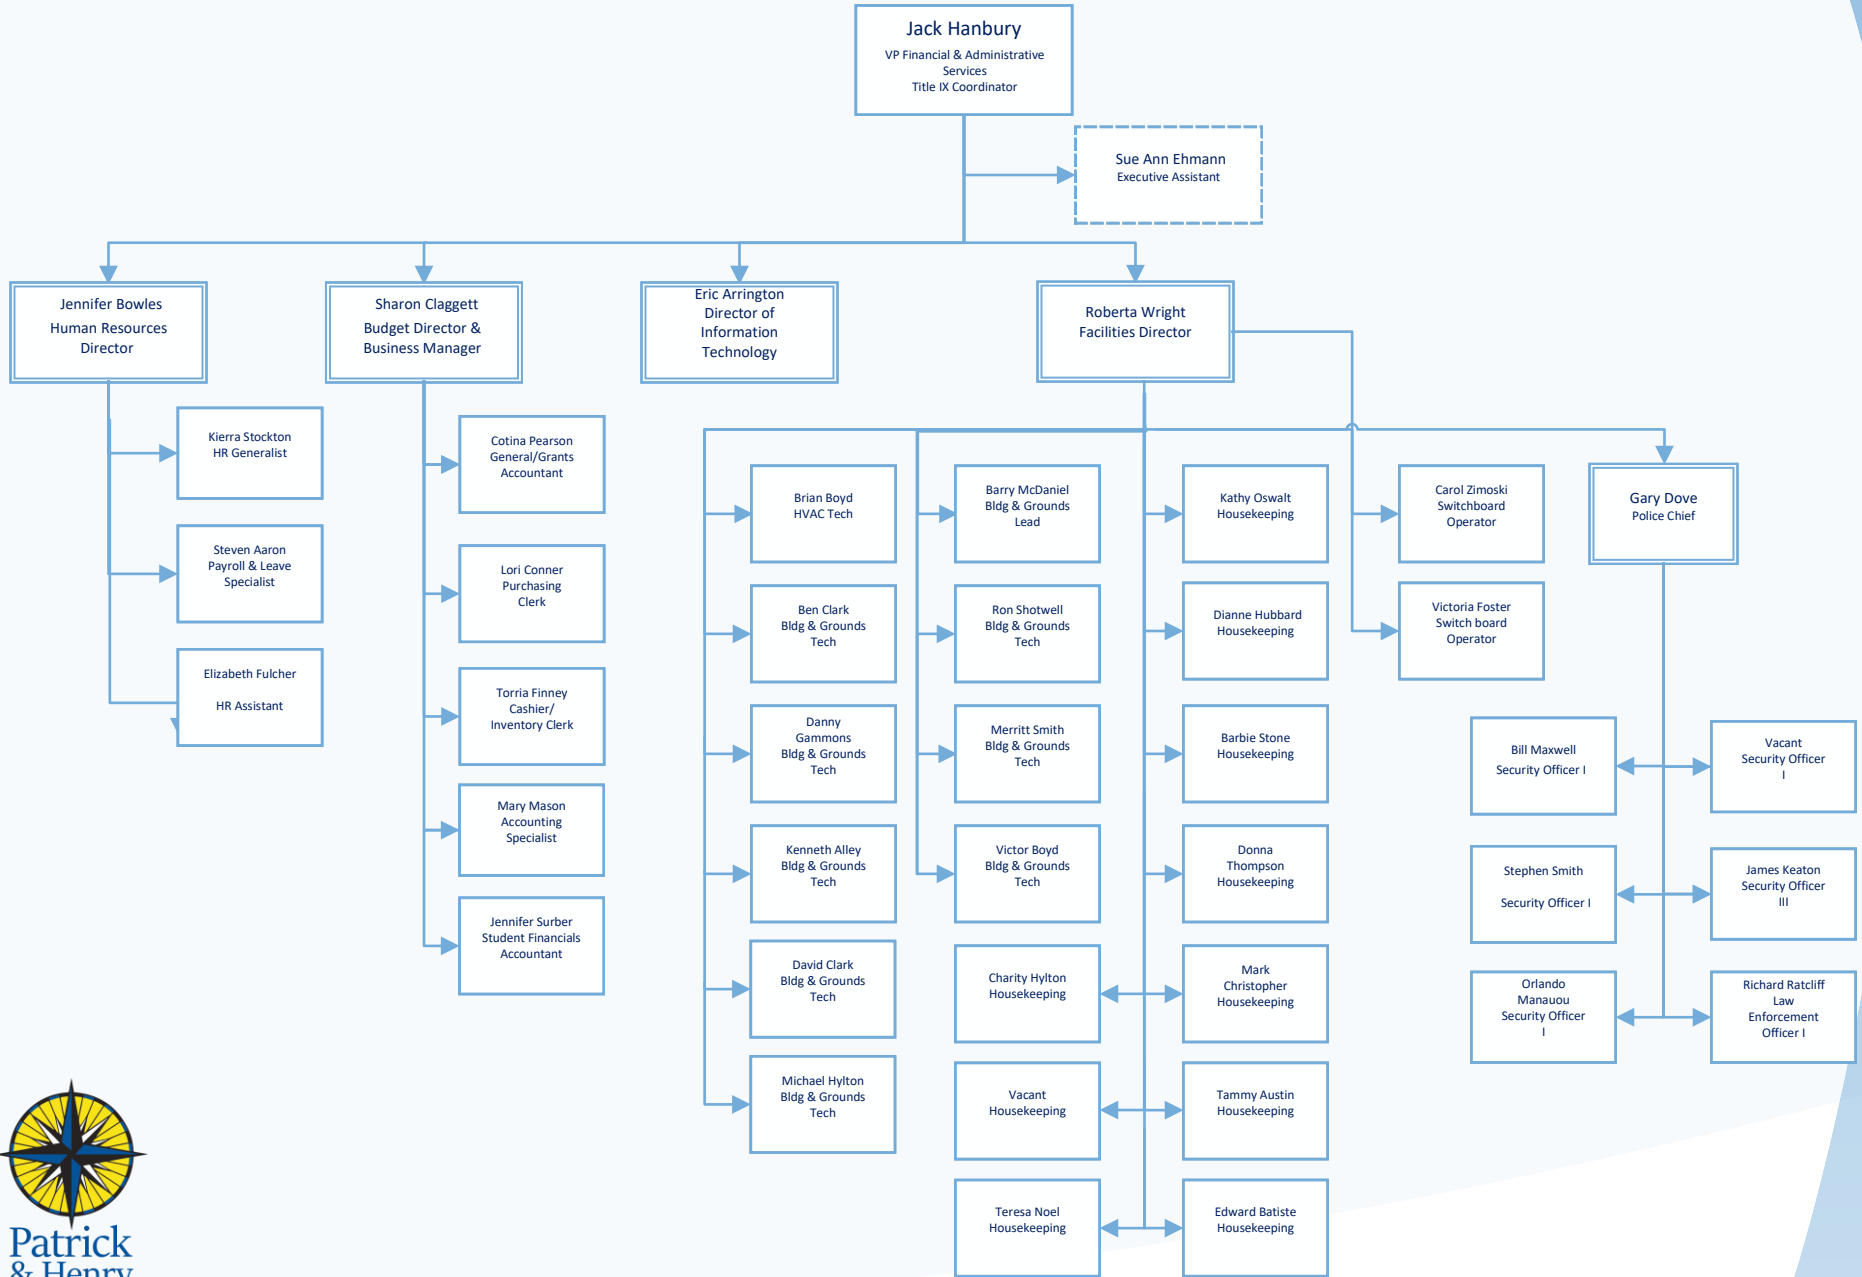 Jack Hanbury
VP Financial & Administrative
Services
Title IX Coordinator
Sue Ann Ehmann
Executive Assistant
Jennifer Bowles
Human Resources
Director
Sharon Claggett
Budget Director &
Business Manager
Eric Arrington
Director of
Information
Technology
Roberta Wright
Facilities Director
Kierra Stockton
HR Generalist
Steven Aaron
Payroll & Leave
Specialist
Elizabeth Fulcher
HR Assistant
Cotina Pearson
General/Grants
Accountant
Lori Conner
Purchasing
Clerk
Torria Finney
Cashier/
Inventory Clerk
Mary Mason
Accounting
Specialist
Jennifer Surber
Student Financials
Accountant
Brian Boyd
HVAC Tech
Ben Clark
Bldg & Grounds
Tech
Danny
Gammons
Bldg & Grounds
Tech
Kenneth Alley
Bldg & Grounds
Tech
David Clark
Bldg & Grounds
Tech
Michael Hylton
Bldg & Grounds
Tech
Barry McDaniel
Bldg & Grounds
Lead
Ron Shotwell
Bldg & Grounds
Tech
Merritt Smith
Bldg & Grounds
Tech
Victor Boyd
Bldg & Grounds
Tech
Charity Hylton
Housekeeping
Vacant
Housekeeping
Teresa Noel
Housekeeping
Kathy Oswalt
Housekeeping
Dianne Hubbard
Housekeeping
Barbie Stone
Housekeeping
Donna
Thompson
Housekeeping
Mark
Christopher
Housekeeping
Tammy Austin
Housekeeping
Edward Batiste
Housekeeping
Carol Zimoski
Switchboard
Operator
Victoria Foster
Switch board
Operator
Gary Dove
Police Chief
Bill Maxwell
Security Officer I
Stephen Smith
Security Officer I
Orlando
Manauou
Security Officer
I
Vacant
Security Officer
I
James Keaton
Security Officer
III
Richard Ratcliff
Law
Enforcement
Officer I
Patrick
& Henry